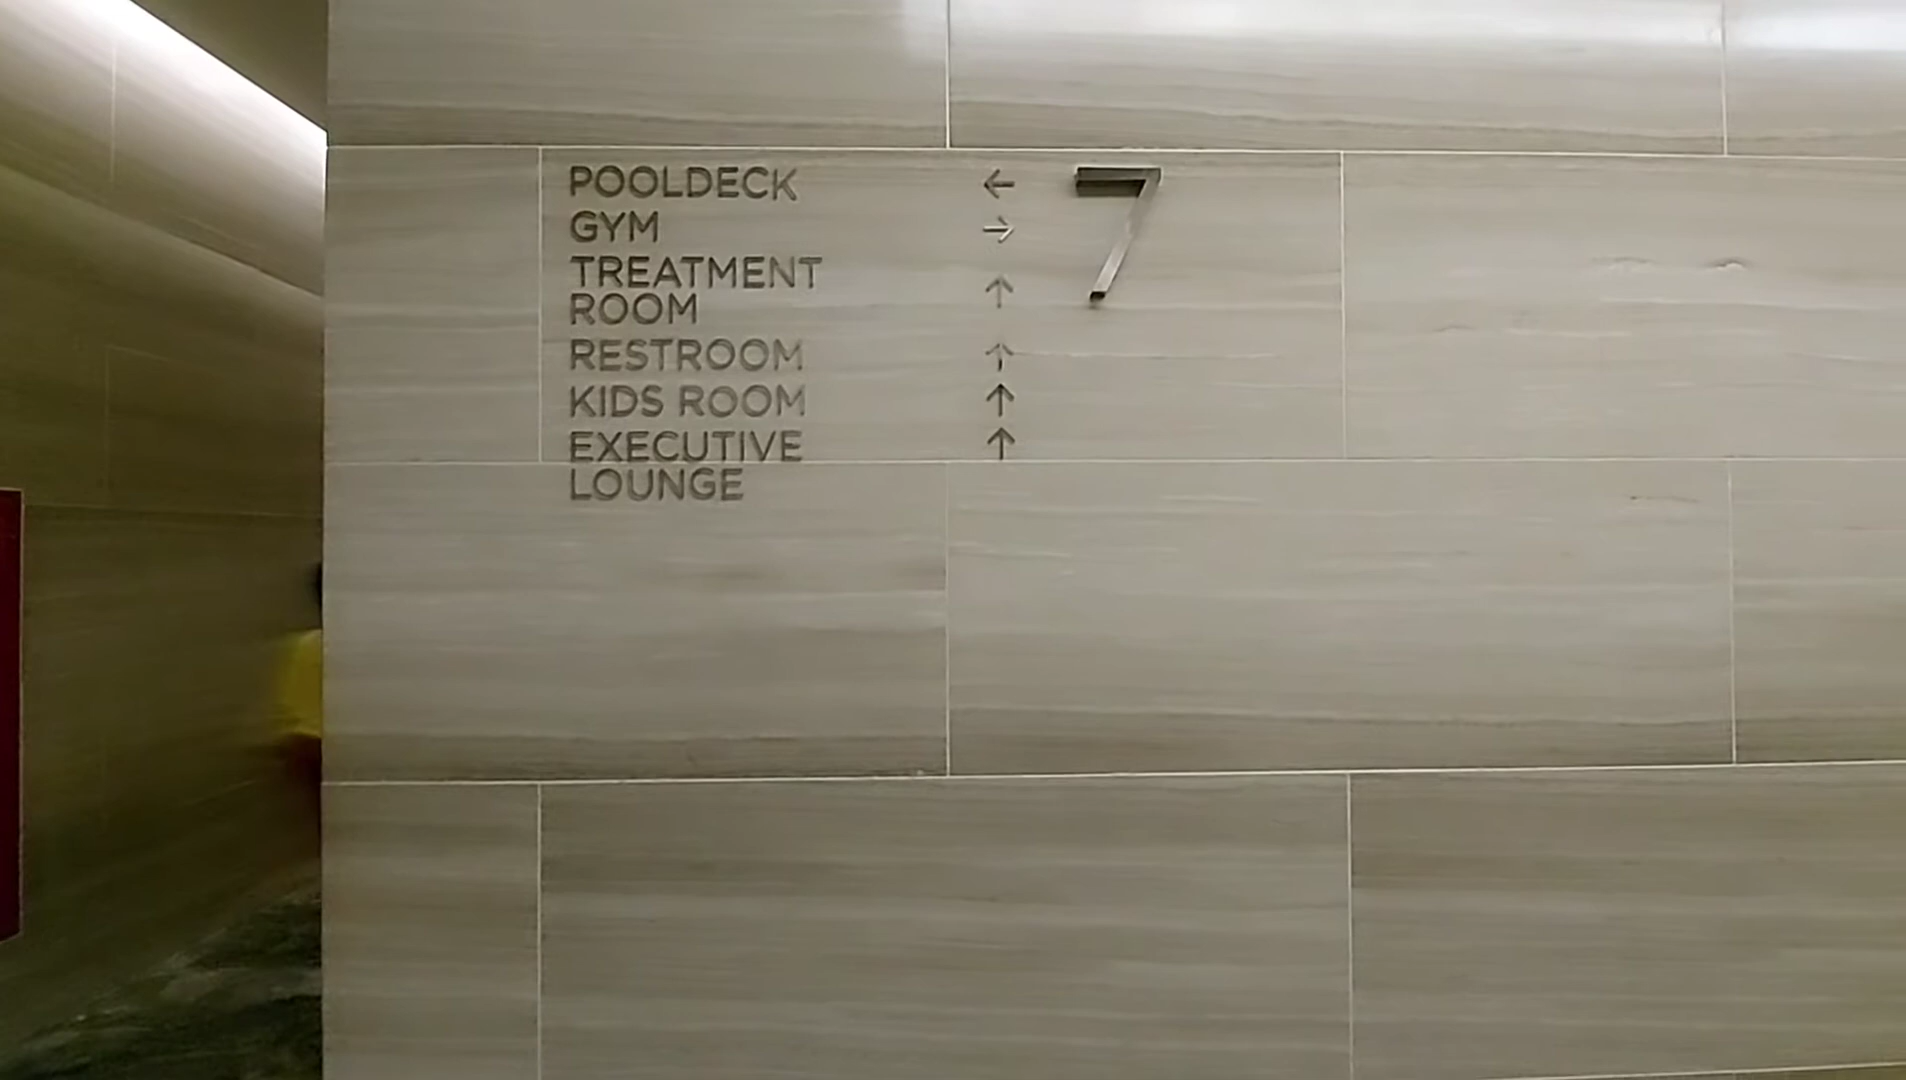 POOLDECK ← 7
GYM →
TREATMENT
ROOM ↑
RESTROOM ↑
KIDS ROOM ↑
EXECUTIVE ↑
LOUNGE